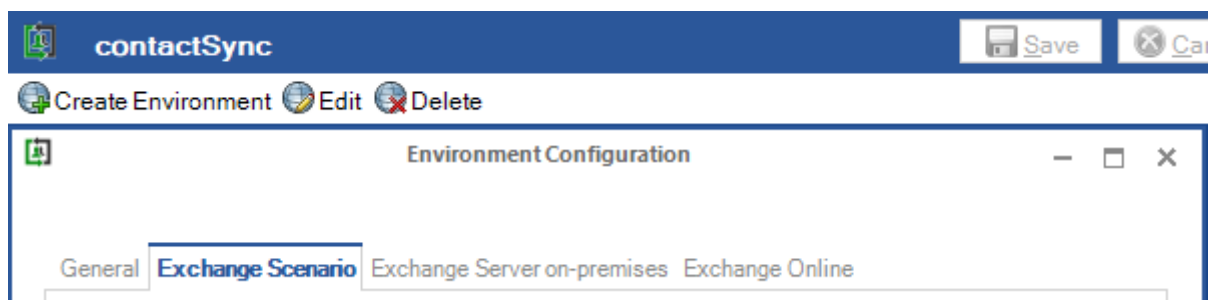 contactSync Save
Create Environment Edit Delete
Environment Configuration
General Exchange Scenario Exchange Server on-premises Exchange Online